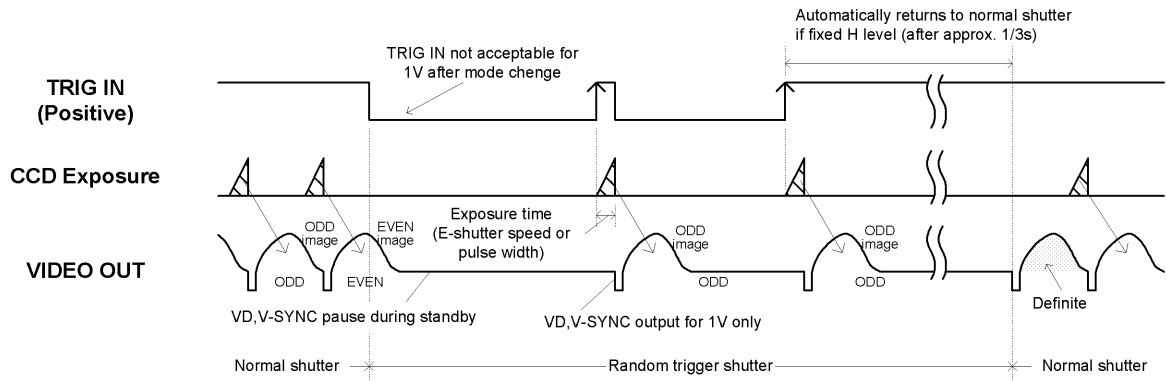 Automatically returns to normal shutter
if fixed H level (after approx. 1/3s)
TRIG IN not acceptable for
1V after mode chenge
TRIG IN
(Positive)
CCD Exposure
Exposure time
(E-shutter speed or
pulse width)
ODD
image
EVEN
image
ODD
image
ODD
image
VIDEO OUT
ODD
EVEN
ODD
ODD
Definite
VD,V-SYNC pause during standby
VD,V-SYNC output for 1V only
Normal shutter
Random trigger shutter
Normal shutter